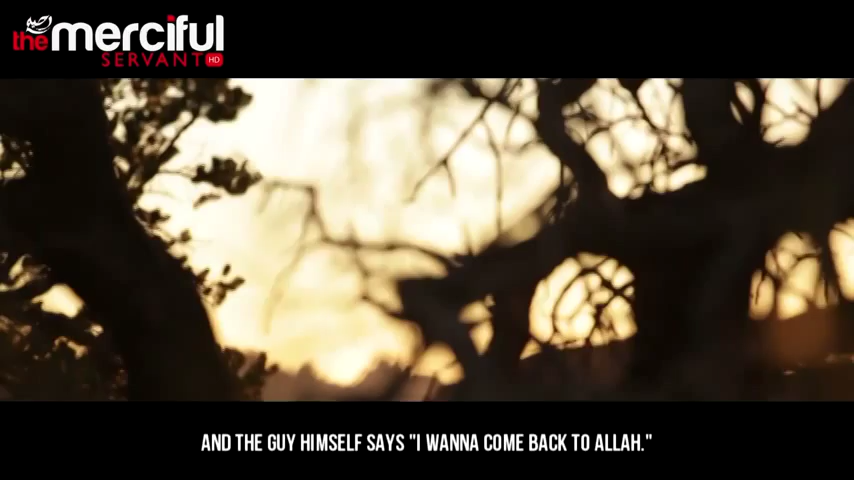 the merciful
SERVANT HD
AND THE GUY HIMSELF SAYS "I WANNA COME BACK TO ALLAH."